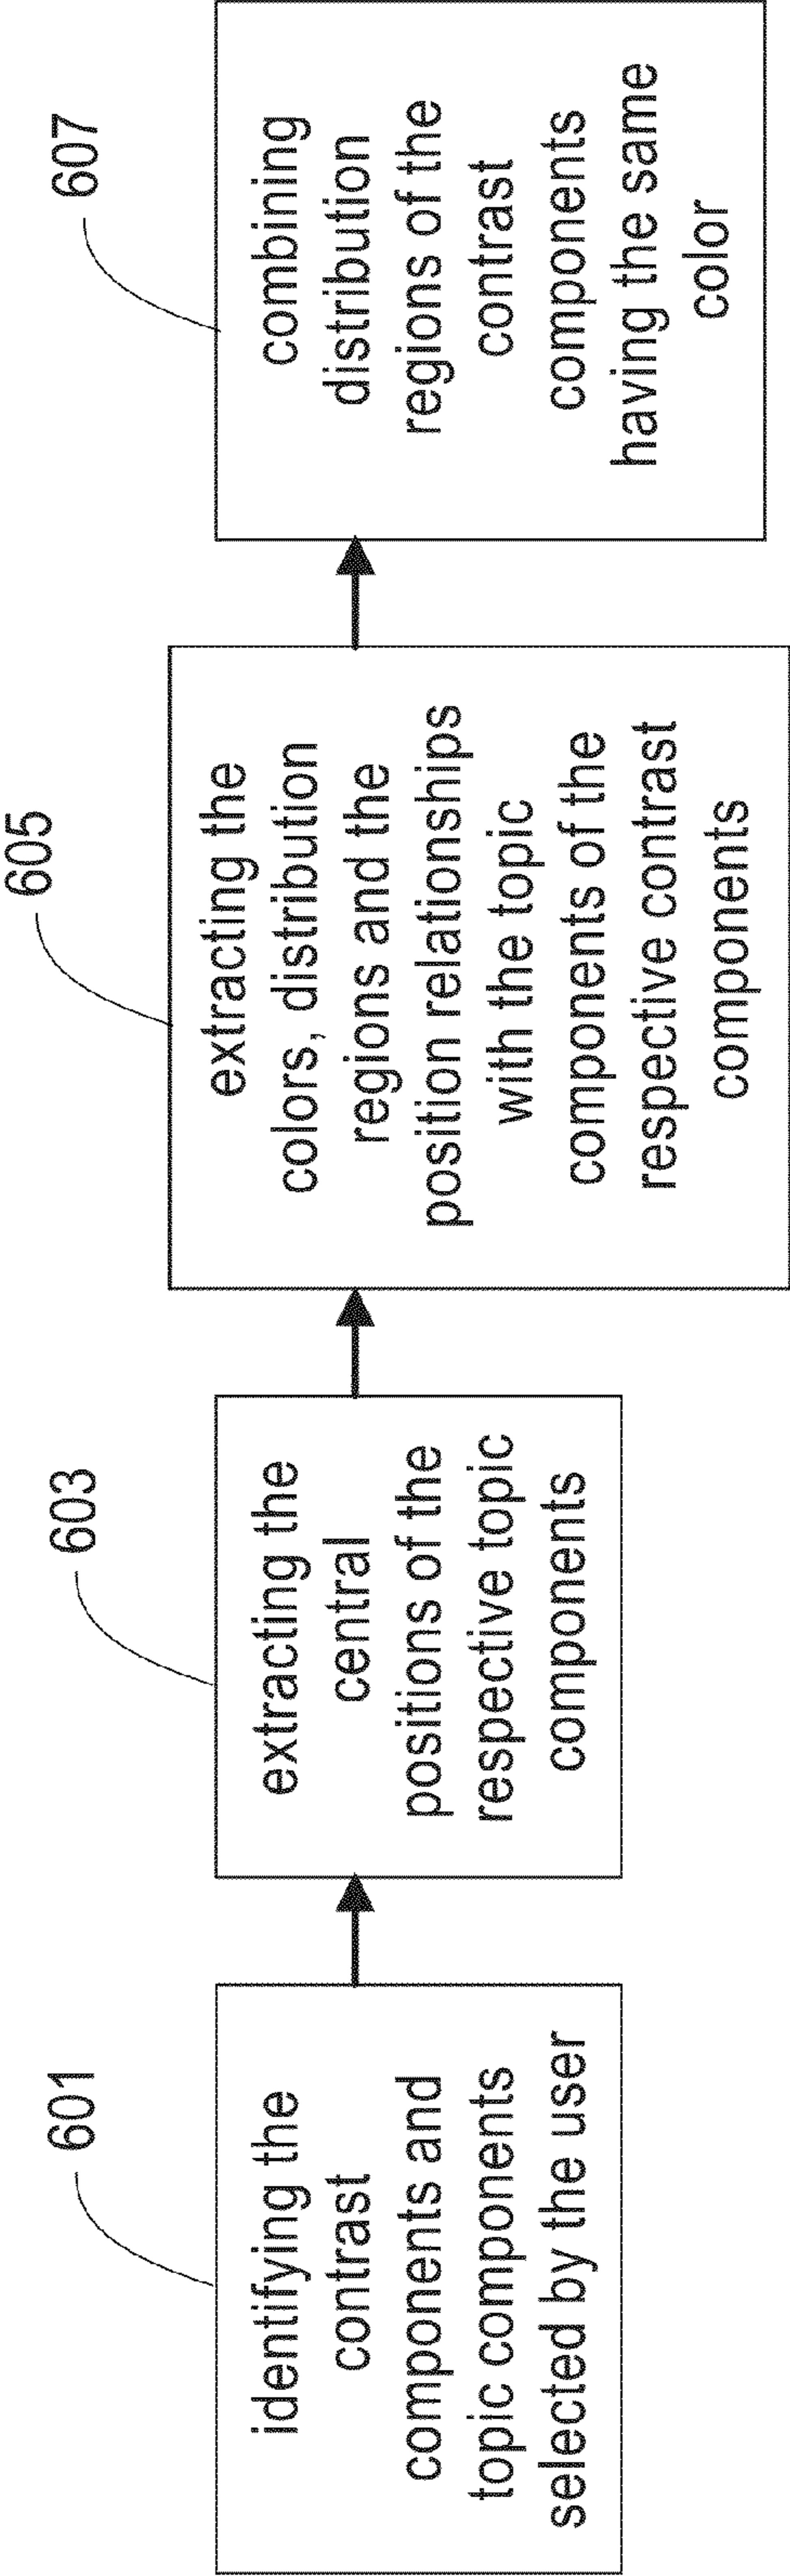 601
identifying the
contrast
components and
topic components
selected by the user
603
extracting the
central
positions of the
respective topic
components
605
extracting the
colors, distribution
regions and the
position relationships
with the topic
components of the
respective contrast
components
607
combining
distribution
regions of the
contrast
components
having the same
color